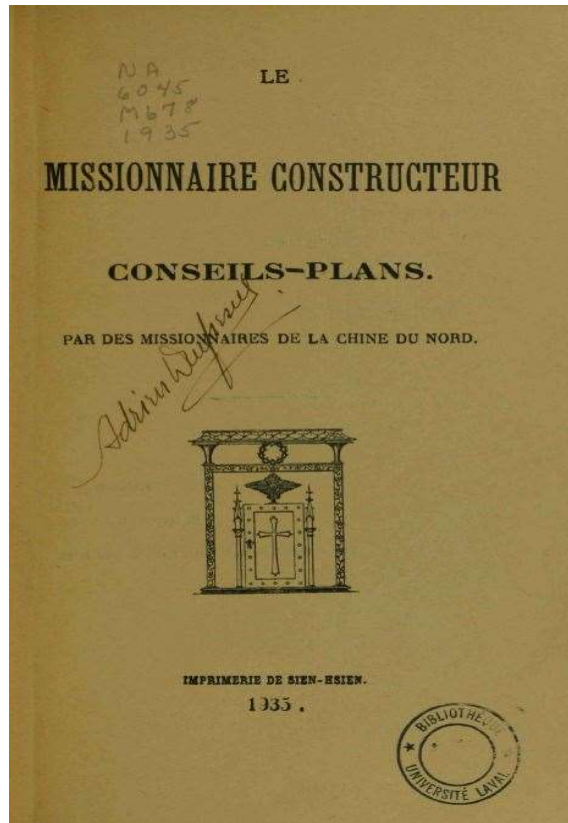 NA
6045
M678
1935
LE
MISSIONNAIRE CONSTRUCTEUR
CONSEILS-PLANS.
PAR DES MISSIONNAIRES DE LA CHINE DU NORD.
Adrien
IMPRIMERIE DE SIEN-HSIEN.
1935.
BIBLIOTHÈQUE
UNIVERSITÉ LAVAL